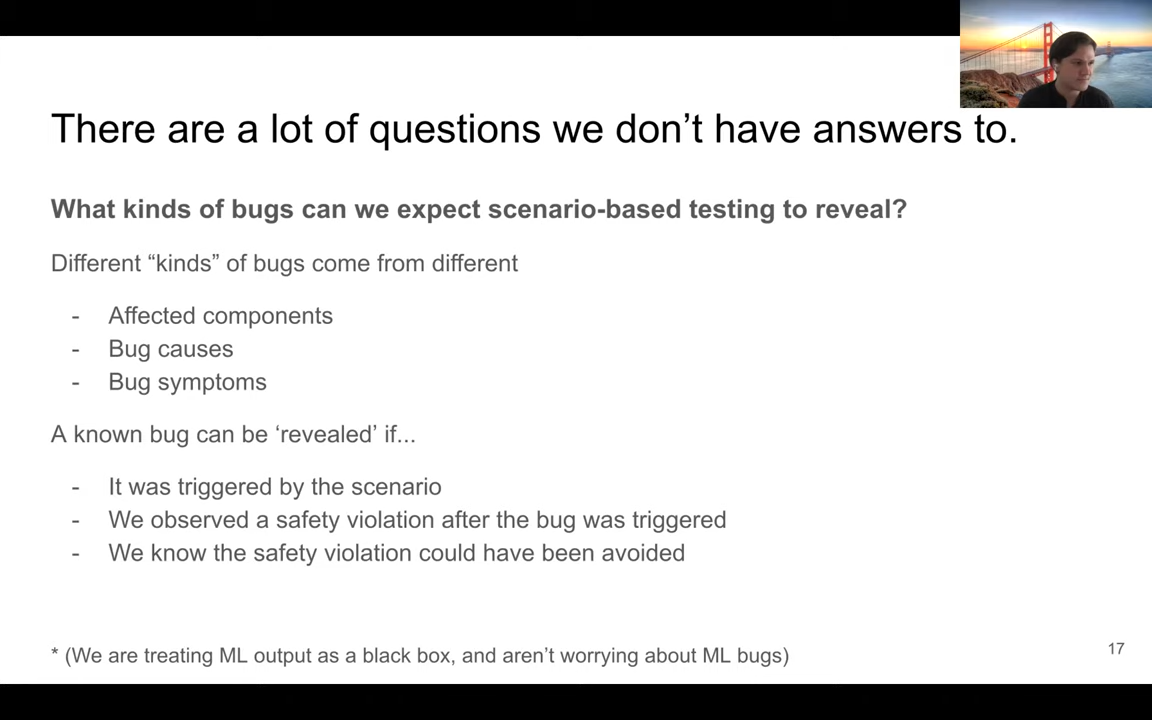 There are a lot of questions we don’t have answers to.
What kinds of bugs can we expect scenario-based testing to reveal?
Different “kinds” of bugs come from different
- Affected components
- Bug causes
- Bug symptoms
A known bug can be ‘revealed’ if...
- It was triggered by the scenario
- We observed a safety violation after the bug was triggered
- We know the safety violation could have been avoided
* (We are treating ML output as a black box, and aren’t worrying about ML bugs)
17